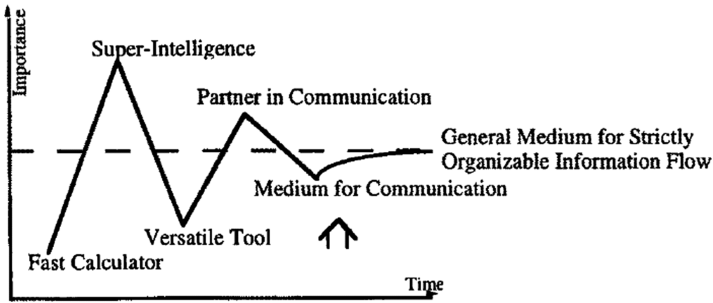 Importance
Super-Intelligence
Partner in Communication
General Medium for Strictly
Organizable Information Flow
Medium for Communication
Versatile Tool
Fast Calculator
Time